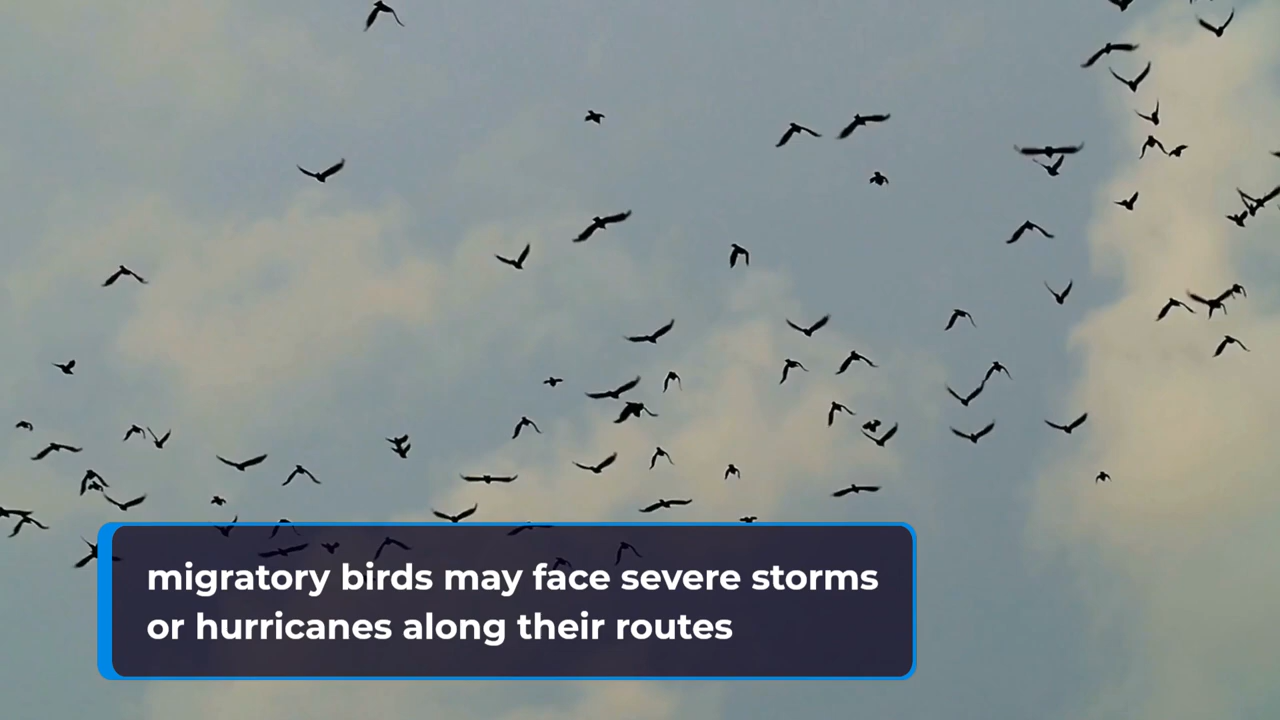 migratory birds may face severe storms
or hurricanes along their routes